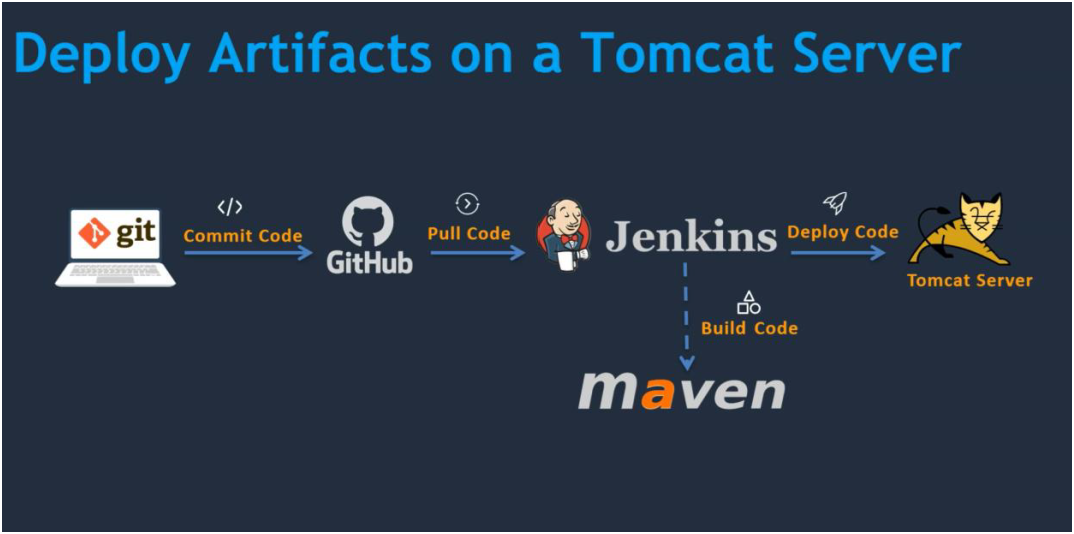 Deploy Artifacts on a Tomcat Server
git
Commit Code
GitHub
Pull Code
Jenkins
Deploy Code
Tomcat Server
Build Code
maven